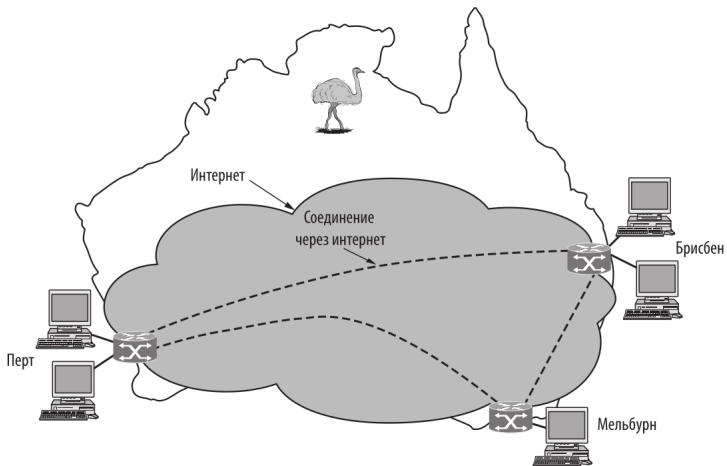 Интернет
Соединение
через интернет
Брисбен
Перт
Мельбурн